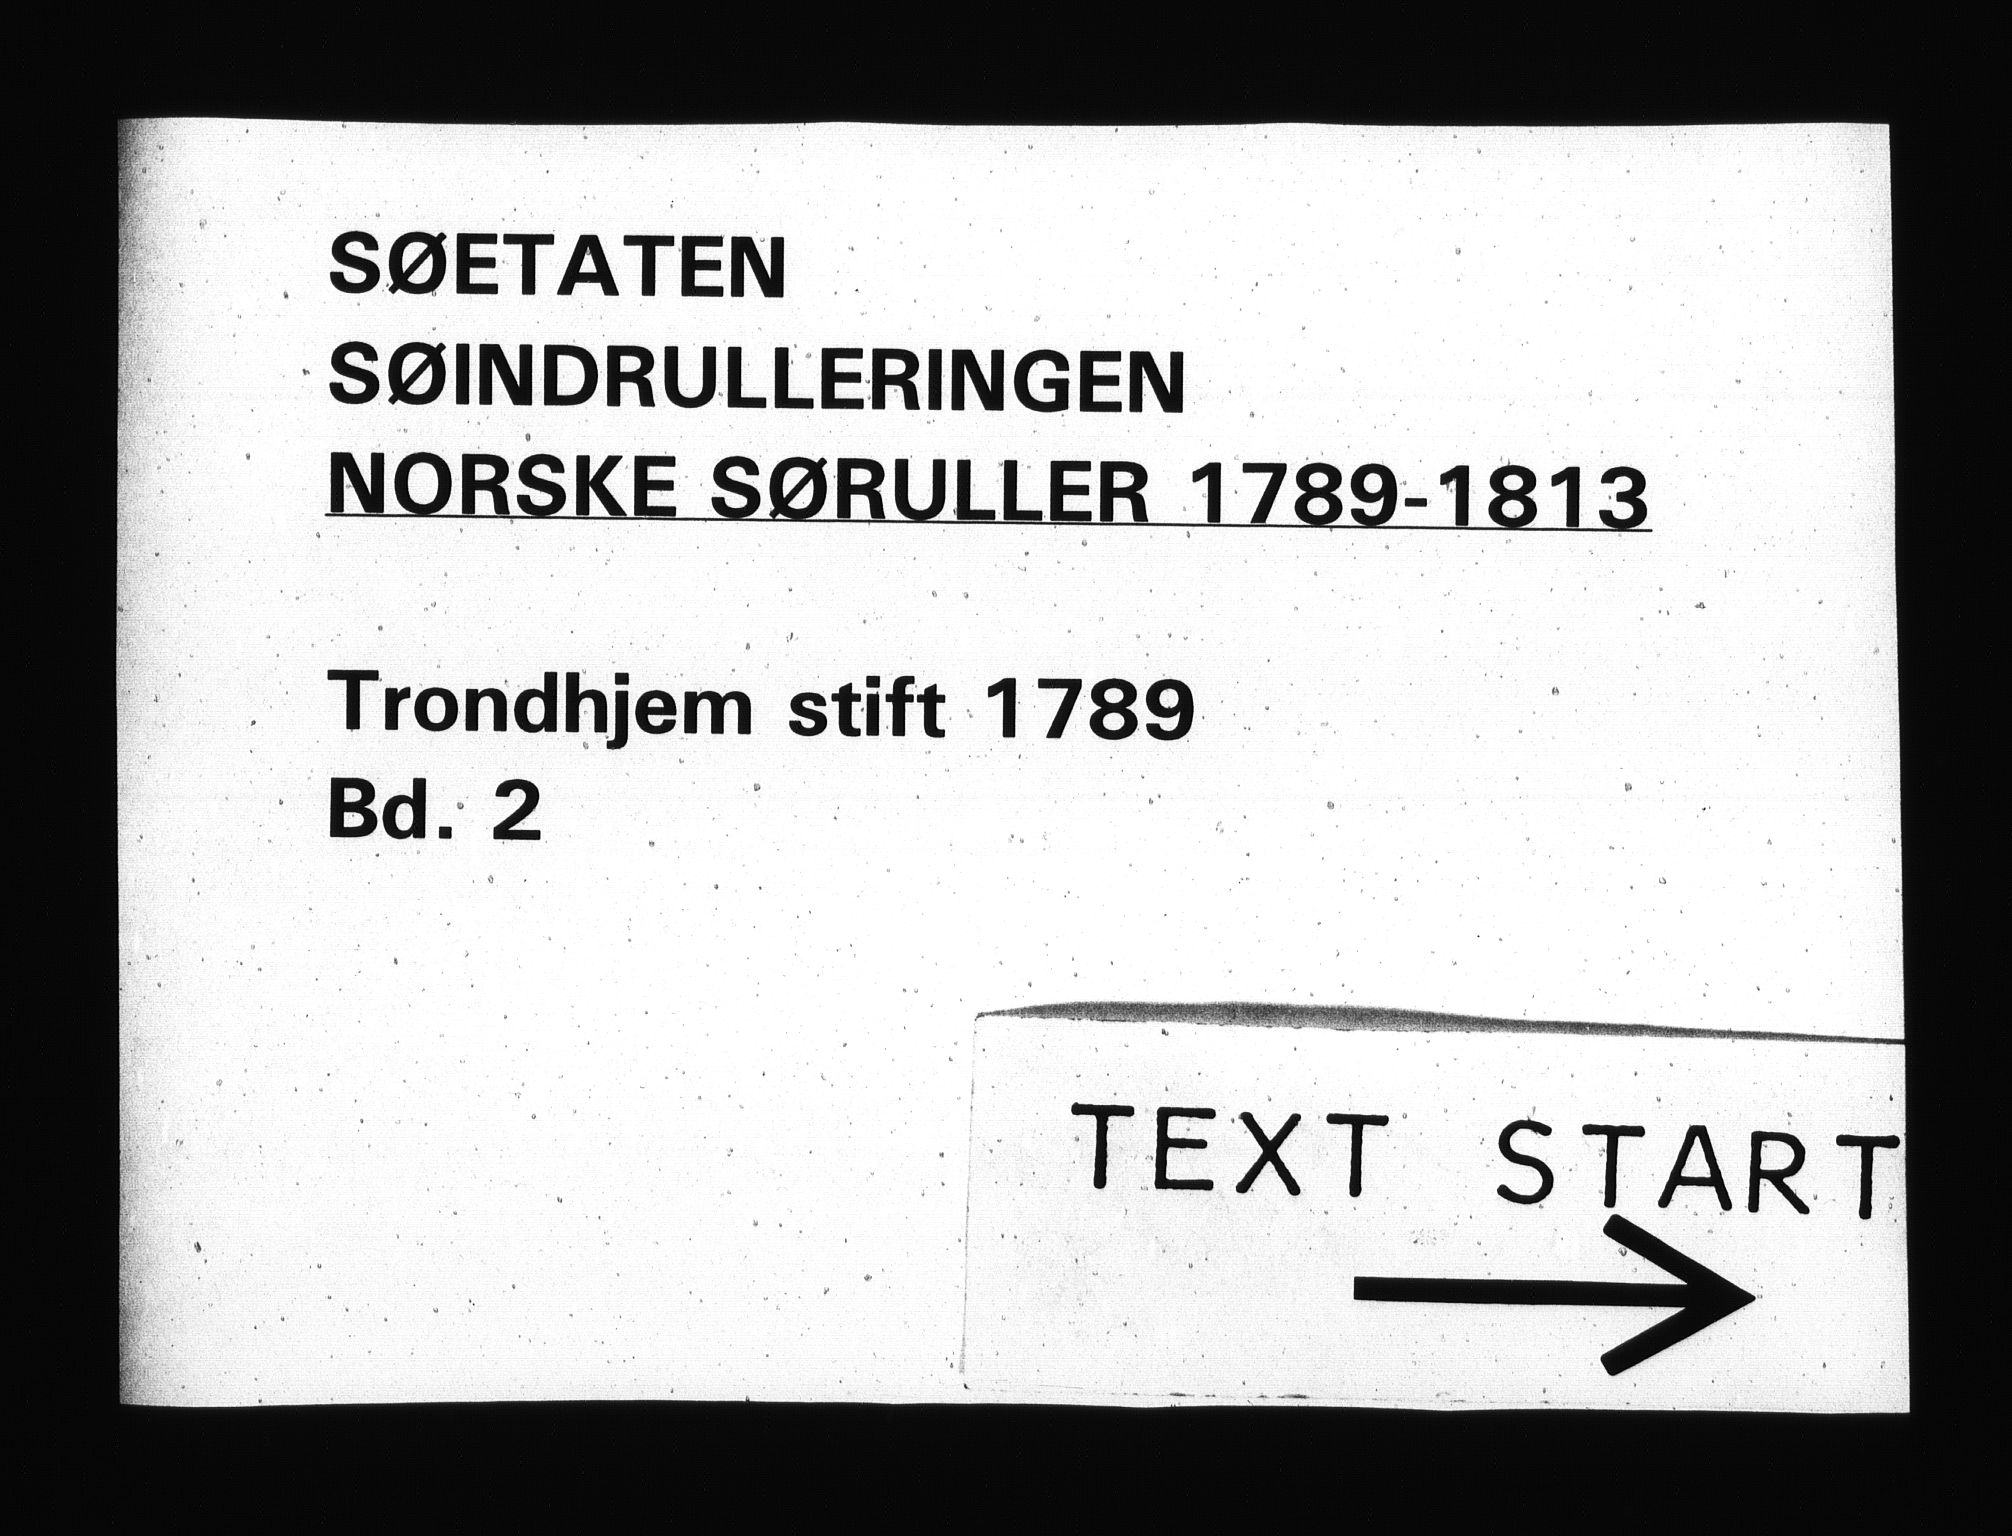 SØETATEN
SØINDRULLERINGEN
NORSKE SØRULLER 1789-1813
Trondhjem stift 1789
Bd. 2
TEXT START